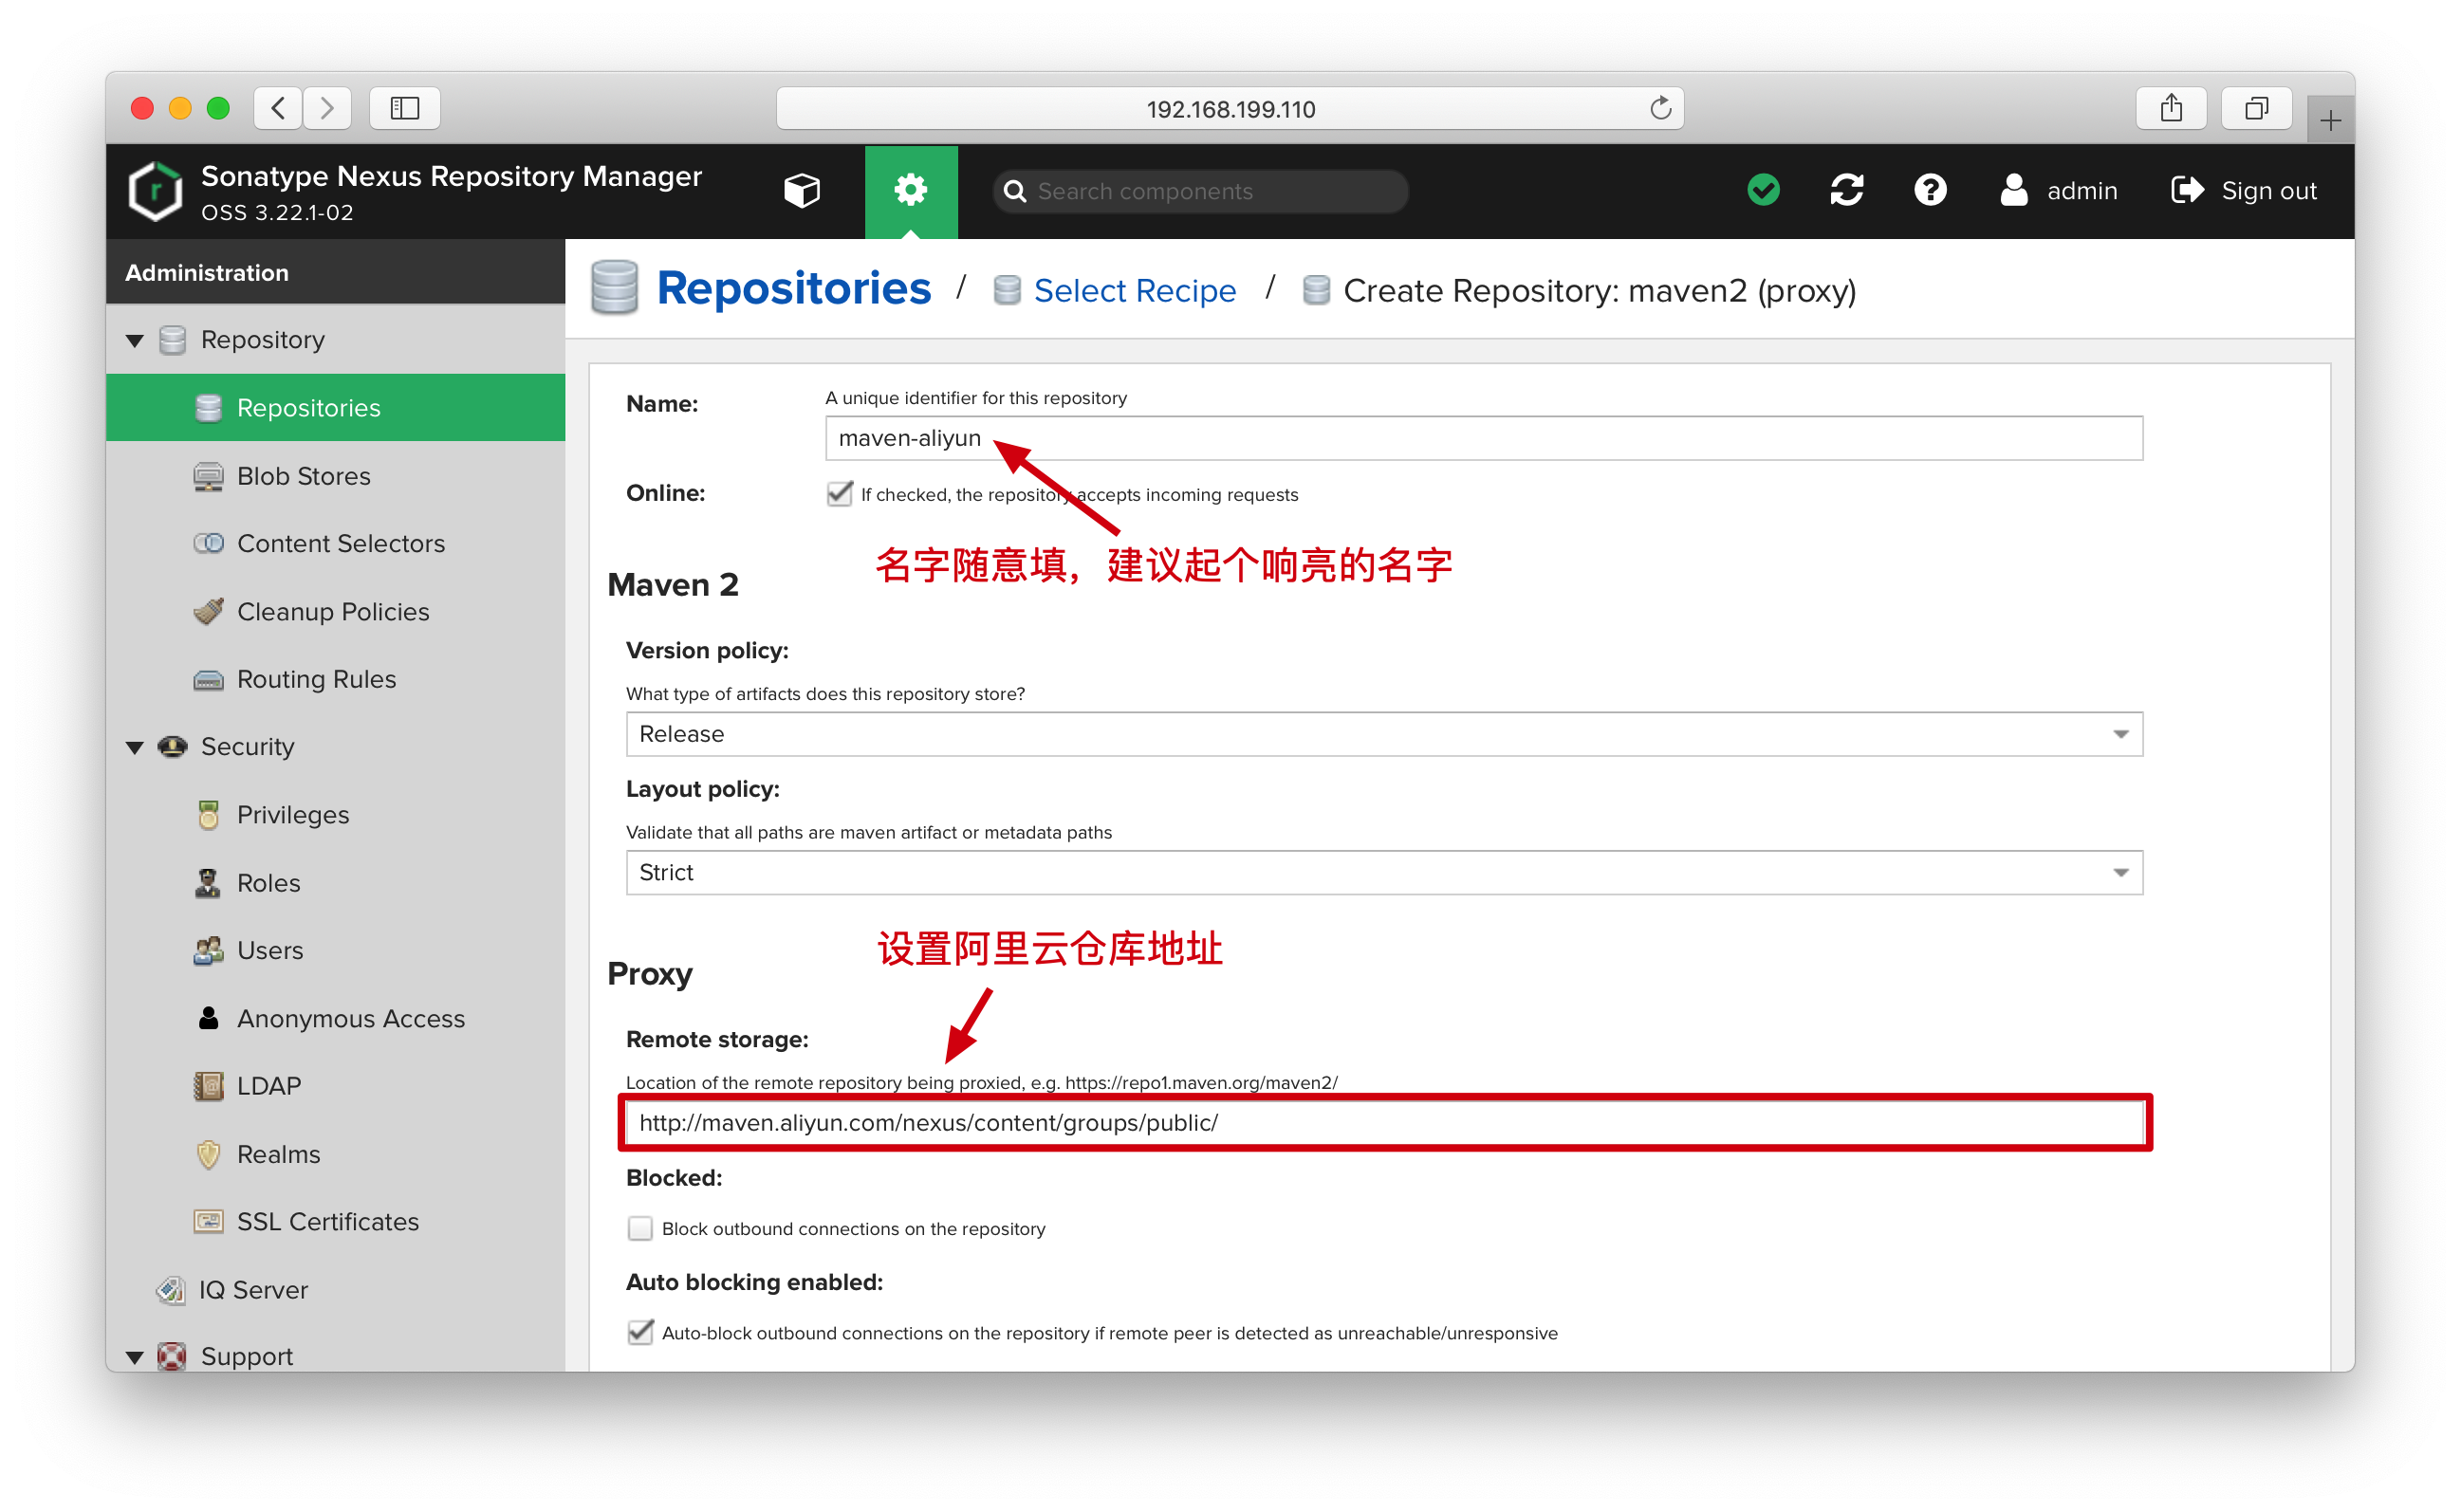 192.168.199.110
Sonatype Nexus Repository Manager
OSS 3.22.1-02
Search components
admin
Sign out
Administration
Repository
Repositories
Blob Stores
Content Selectors
Cleanup Policies
Routing Rules
Security
Privileges
Roles
Users
Anonymous Access
LDAP
Realms
SSL Certificates
IQ Server
Support
Repositories / Select Recipe / Create Repository: maven2 (proxy)
Name:
A unique identifier for this repository
maven-aliyun
Online:
If checked, the repository accepts incoming requests
名字随意填，建议起个响亮的名字
Maven 2
Version policy:
What type of artifacts does this repository store?
Release
Layout policy:
Validate that all paths are maven artifact or metadata paths
Strict
设置阿里云仓库地址
Proxy
Remote storage:
Location of the remote repository being proxied, e.g. https://repo1.maven.org/maven2/
http://maven.aliyun.com/nexus/content/groups/public/
Blocked:
Block outbound connections on the repository
Auto blocking enabled:
Auto-block outbound connections on the repository if remote peer is detected as unreachable/unresponsive